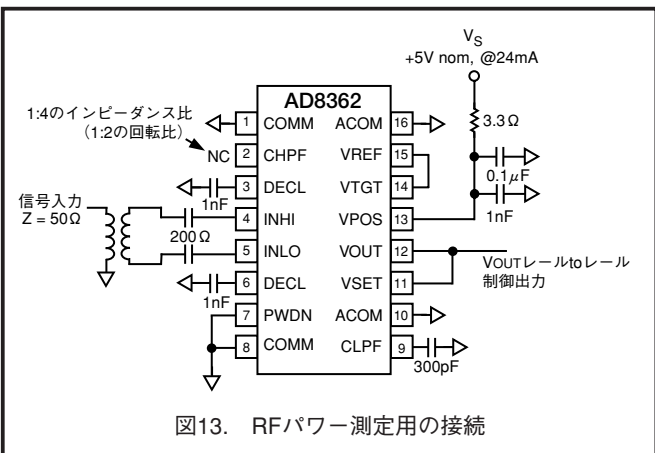 VS
+5V nom, @24mA
1:4のインピーダンス比
(1:2の回転比)
AD8362
3.3Ω
1 COMM ACOM 16
NC 2 CHPF VREF 15
0.1μF
3 DECL VTGT 14
1nF
1nF
信号入力
Z = 50Ω
4 INHI VPOS 13
200Ω
5 INLO VOUT 12
VOUTレールtoレール
制御出力
6 DECL VSET 11
1nF
7 PWDN ACOM 10
8 COMM CLPF 9
300pF
図13. RFパワー測定用の接続